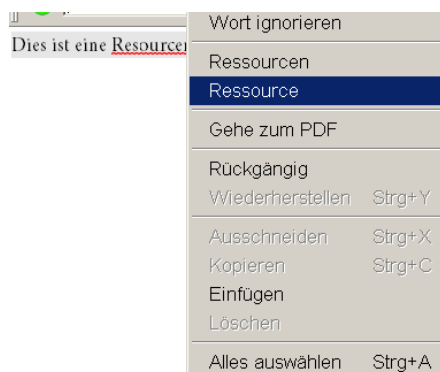 Wort ignorieren
Dies ist eine Resourcen
Ressourcen
Ressource
Gehe zum PDF
Rückgängig
Wiederherstellen Strg+Y
Ausschneiden Strg+X
Kopieren Strg+C
Einfügen
Löschen
Alles auswählen Strg+A